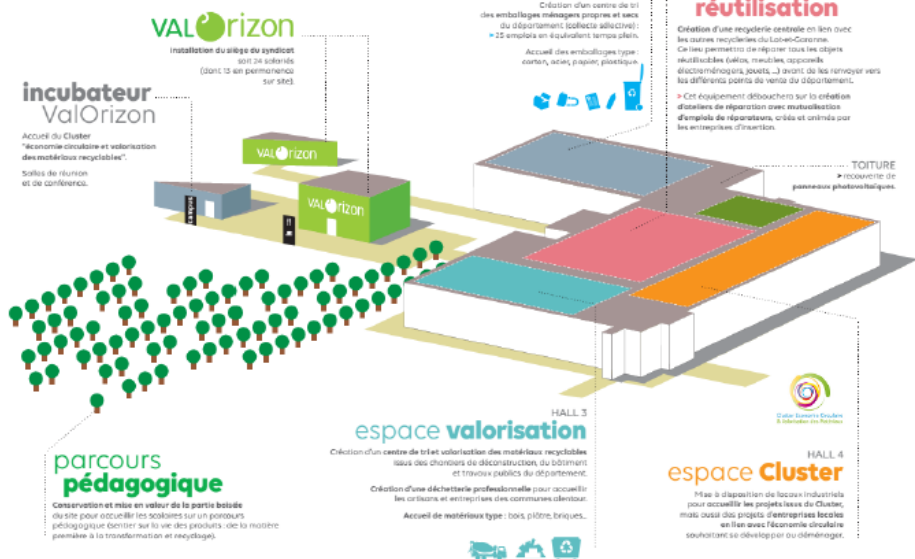 VALOrizon
Installation du siège du syndicat
soit 24 salariés
(dont 13 en permanence
sur site).
incubateur
ValOrizon
Accueil du Cluster
"économie circulaire et valorisation
des matériaux recyclables".
Salles de réunion
et de conférence.
Création d'un centre de tri
des emballages ménagers propres et secs
du département (collecte sélective) :
> 25 emplois en équivalent temps plein.
Accueil des emballages type :
carton, acier, papier, plastique.
réutilisation
Création d'une recyclerie centrale en lien avec
les autres recycleries du Lot-et-Garonne.
Ce lieu permettra de réparer tous les objets
réutilisables (vélos, meubles, appareils
électroménagers, jouets, ...) avant de les renvoyer vers
les différents points de vente du département.
> Cet équipement débouchera sur la création
d'ateliers de réparation avec mutualisation
d'emplois de réparateurs, créés et animés par
les entreprises d'insertion.
TOITURE
> recouverte de
panneaux photovoltaïques.
VALOrizon
VALOrizon
campus
HALL 3
espace valorisation
Création d'un centre de tri et valorisation des matériaux recyclables
issus des chantiers de déconstruction, du bâtiment
et travaux publics du département.
Création d'une déchetterie professionnelle pour accueillir
les artisans et entreprises des communes alentour.
Accueil de matériaux type : bois, plâtre, briques...
Cluster Économie Circulaire
& Valorisation des Matériaux
HALL 4
espace Cluster
Mise à disposition de locaux industriels
pour accueillir les projets issus de Cluster,
mais aussi des projets d'entreprises locales
en lien avec l'économie circulaire
souhaitant se développer ou déménager.
parcours
pédagogique
Conservation et mise en valeur de la partie boisée
du site pour accueillir les scolaires sur un parcours
pédagogique (sentier sur la vie des produits : de la matière
première à la transformation et recyclage).